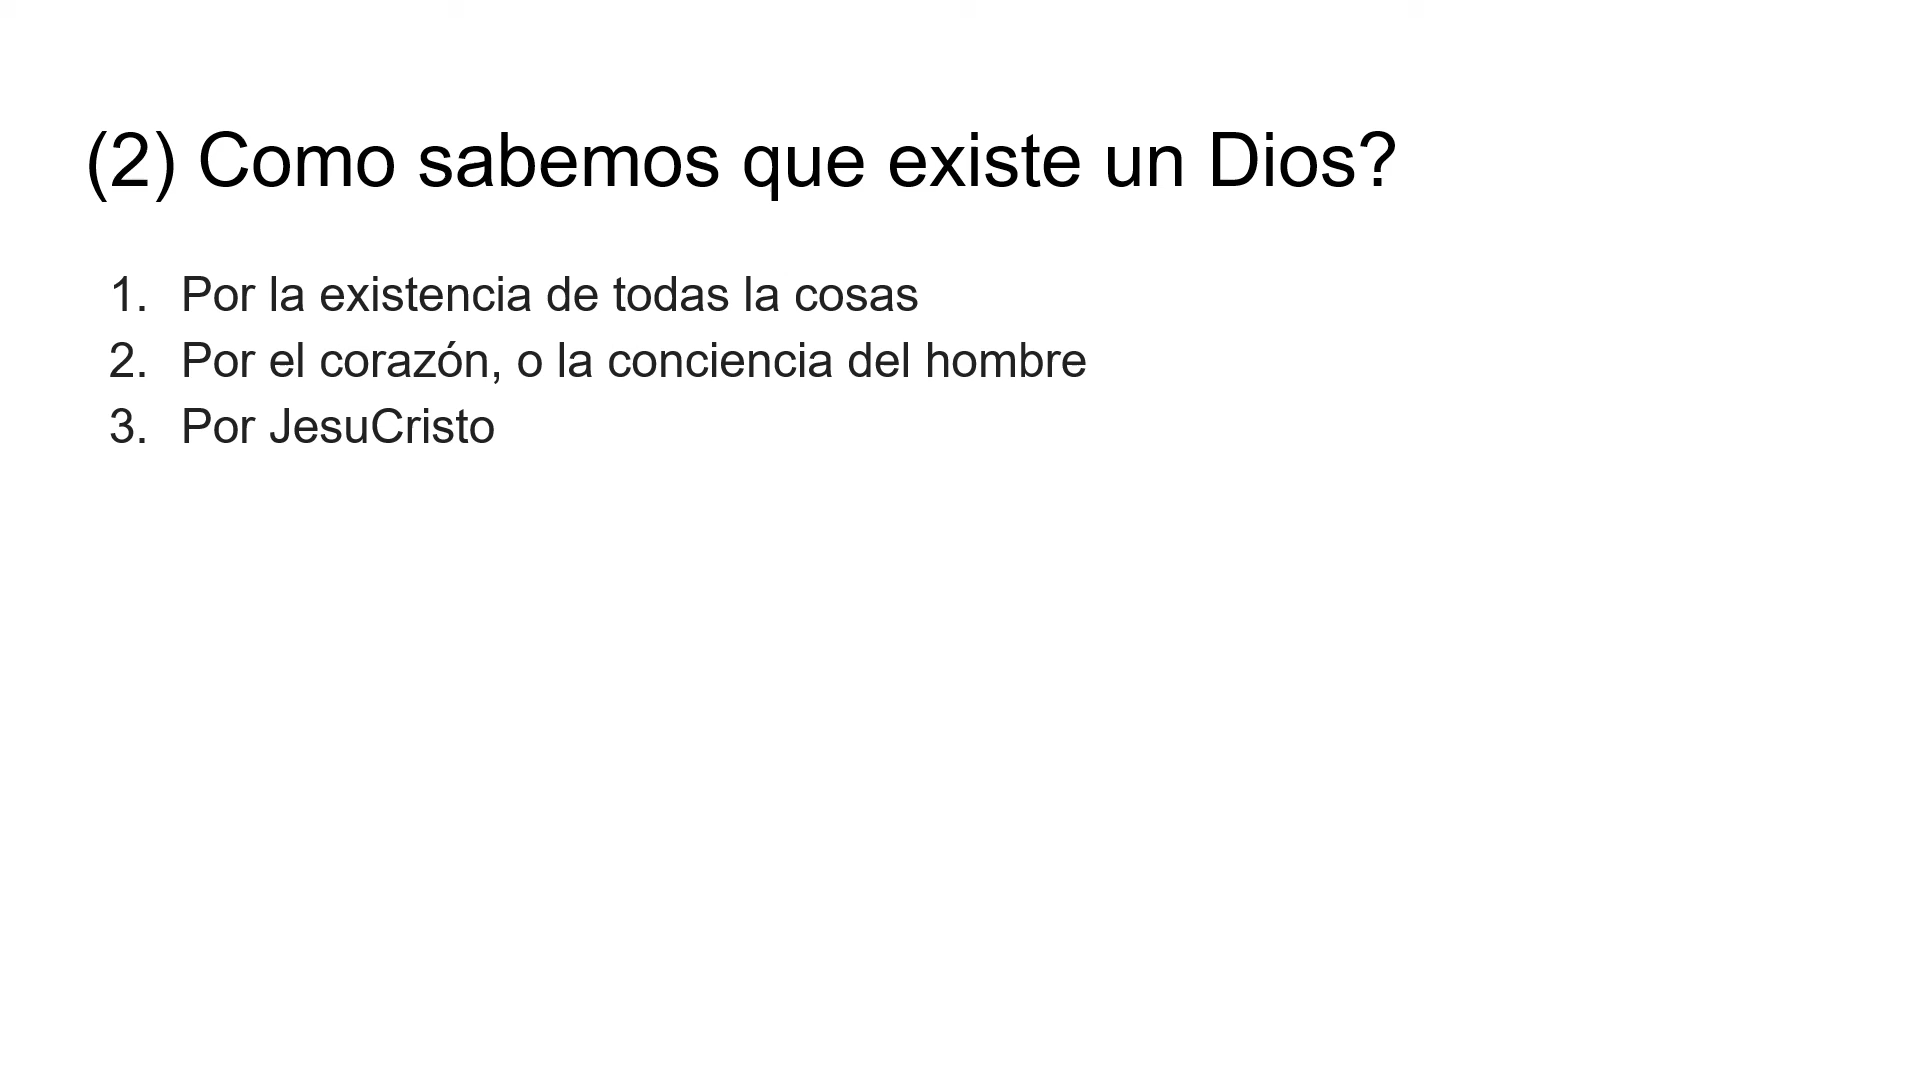 (2) Como sabemos que existe un Dios?
1. Por la existencia de todas la cosas
2. Por el corazón, o la conciencia del hombre
3. Por JesuCristo